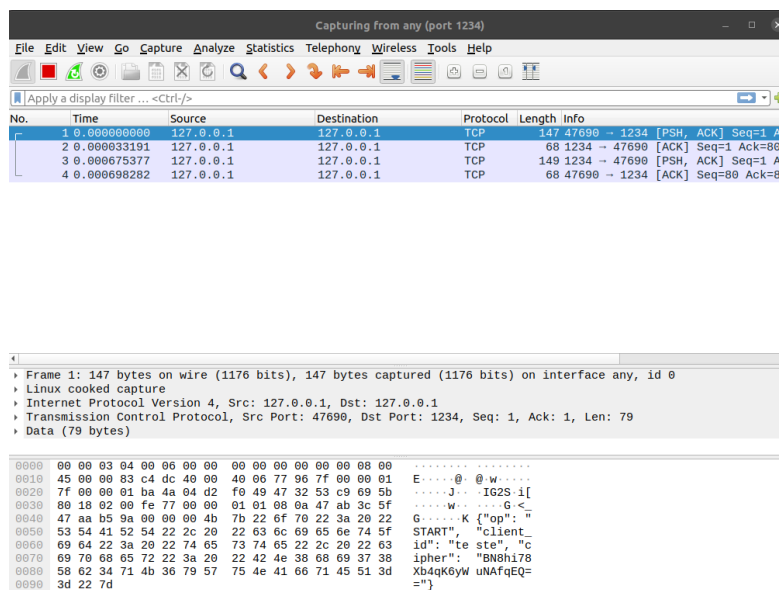 Capturing from any (port 1234)
File Edit View Go Capture Analyze Statistics Telephony Wireless Tools Help
Apply a display filter … <Ctrl-/>
No. Time Source Destination Protocol Length Info
1 0.000000000 127.0.0.1 127.0.0.1 TCP 147 47690 → 1234 [PSH, ACK] Seq=1 A
2 0.000033191 127.0.0.1 127.0.0.1 TCP 68 1234 → 47690 [ACK] Seq=1 Ack=80
3 0.000675377 127.0.0.1 127.0.0.1 TCP 149 1234 → 47690 [PSH, ACK] Seq=1 A
4 0.000698282 127.0.0.1 127.0.0.1 TCP 68 47690 → 1234 [ACK] Seq=80 Ack=8
Frame 1: 147 bytes on wire (1176 bits), 147 bytes captured (1176 bits) on interface any, id 0
Linux cooked capture
Internet Protocol Version 4, Src: 127.0.0.1, Dst: 127.0.0.1
Transmission Control Protocol, Src Port: 47690, Dst Port: 1234, Seq: 1, Ack: 1, Len: 79
Data (79 bytes)
0000 00 00 03 04 00 06 00 00 00 00 00 00 00 00 08 00 ········ ········
0010 45 00 00 83 c4 dc 40 00 40 06 77 96 7f 00 00 01 E·····@· @·w·····
0020 7f 00 00 01 ba 4a 04 d2 f0 49 47 32 53 c9 69 5b ·····J·· ·IG2S·i[
0030 80 18 02 00 fe 77 00 00 01 01 08 0a 47 ab 3c 5f ·····w·· ····G·<_
0040 47 aa b5 9a 00 00 00 4b 7b 22 6f 70 22 3a 20 22 G······K {"op": "
0050 53 54 41 52 54 22 2c 20 22 63 6c 69 65 6e 74 5f START", "client_
0060 69 64 22 3a 20 22 74 65 73 74 65 22 2c 20 22 63 id": "te ste", "c
0070 69 70 68 65 72 22 3a 20 22 42 4e 38 68 69 37 38 ipher": "BN8hi78
0080 58 62 34 71 4b 36 79 57 75 4e 41 66 71 45 51 3d Xb4qK6yW uNAfqEQ=
0090 3d 22 7d ="}